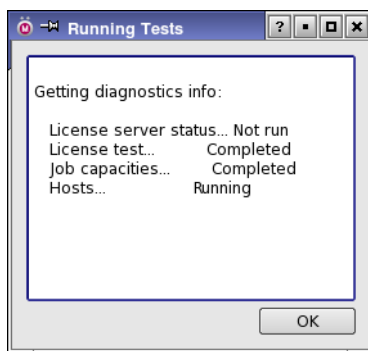 Running Tests
Getting diagnostics info:
License server status... Not run
License test... Completed
Job capacities... Completed
Hosts... Running
OK